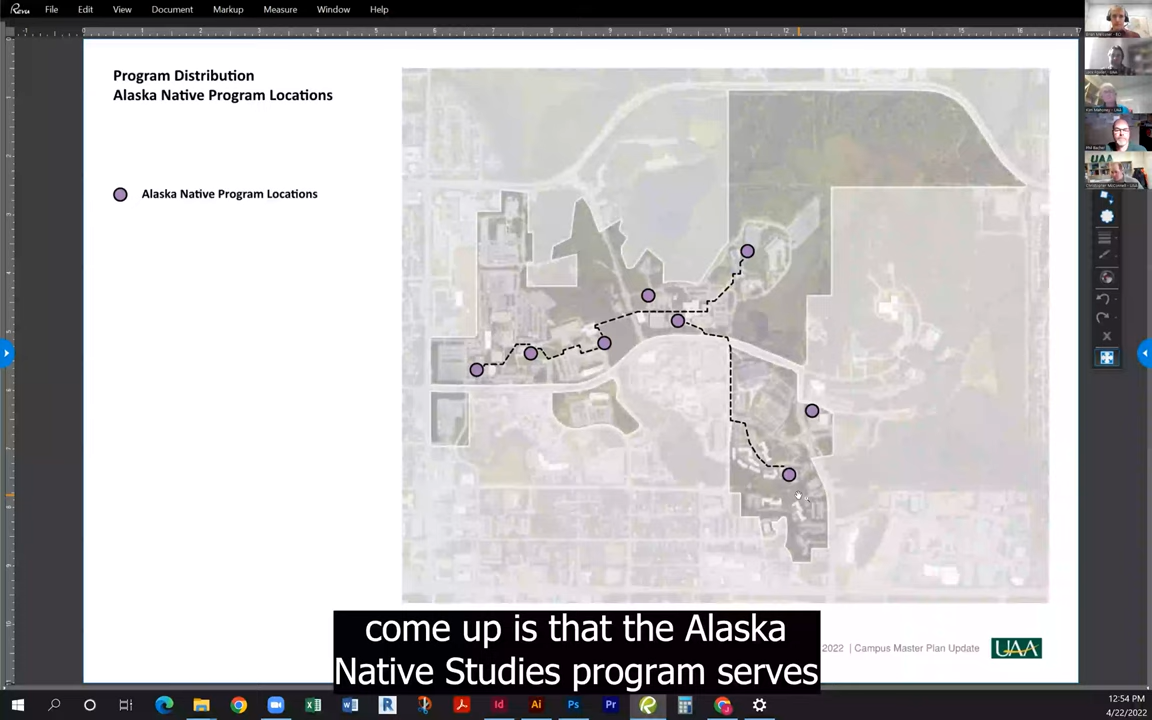 Revu File Edit View Document Markup Measure Window Help
Program Distribution
Alaska Native Program Locations
Alaska Native Program Locations
come up is that the Alaska
Native Studies program serves
2022 | Campus Master Plan Update UAA
12:54 PM
4/22/2022